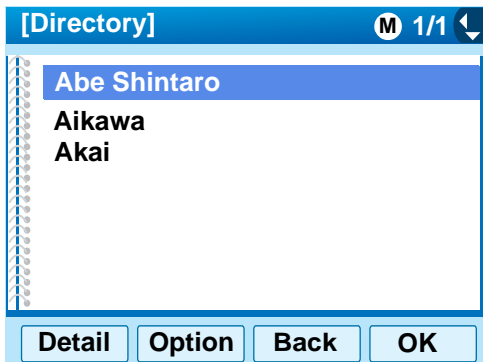 [Directory] M 1/1
Abe Shintaro
Aikawa
Akai
Detail Option Back OK